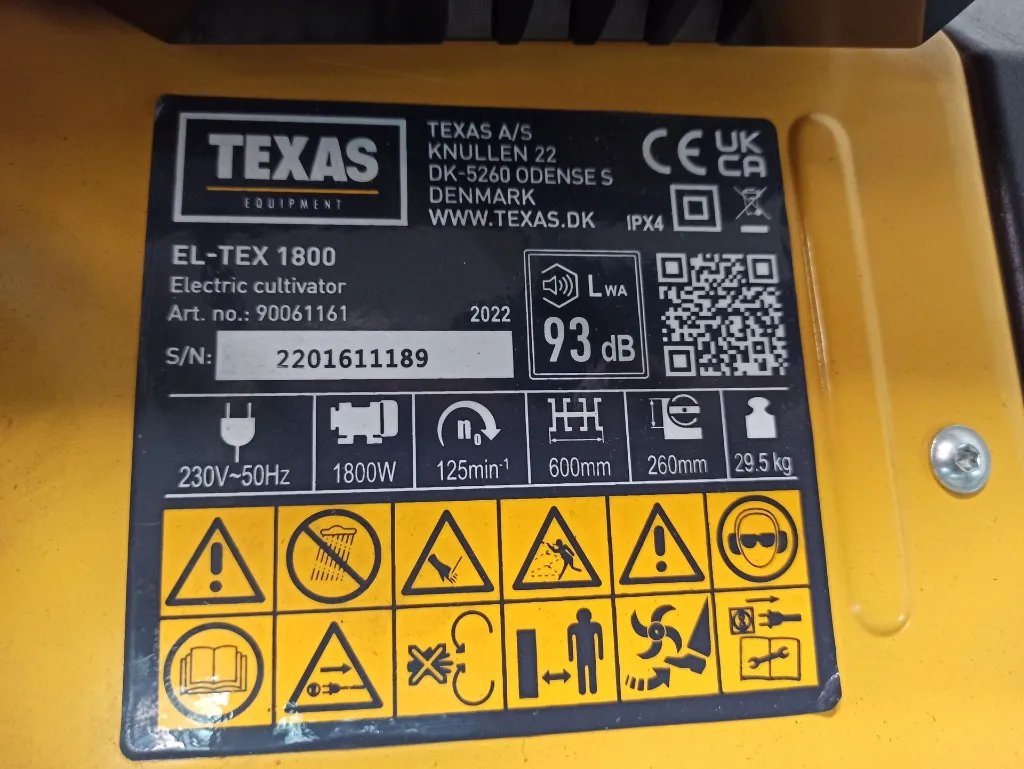 TEXAS
EQUIPMENT
TEXAS A/S
KNULLEN 22
DK-5260 ODENSE S
DENMARK
WWW.TEXAS.DK
CE
UK
CA
IPX4
EL-TEX 1800
Electric cultivator
Art. no.: 90061161
2022
S/N: 2201611189
LWA
93 dB
230V~50Hz
1800W
n0
125min-1
600mm
260mm
29.5 kg